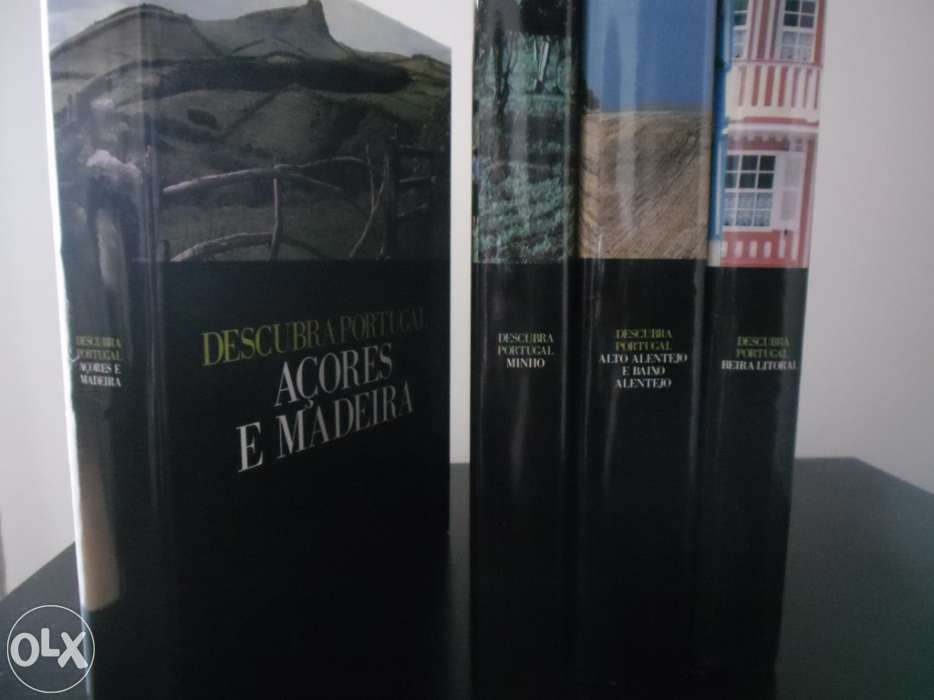 DESCUBRA
PORTUGAL
AÇORES E
MADEIRA
DESCUBRA PORTUGAL
AÇORES
E MADEIRA
DESCUBRA
PORTUGAL
MINHO
DESCUBRA
PORTUGAL
ALTO ALENTEJO
E BAIXO
ALENTEJO
DESCUBRA
PORTUGAL
BEIRA LITORAL
OLX